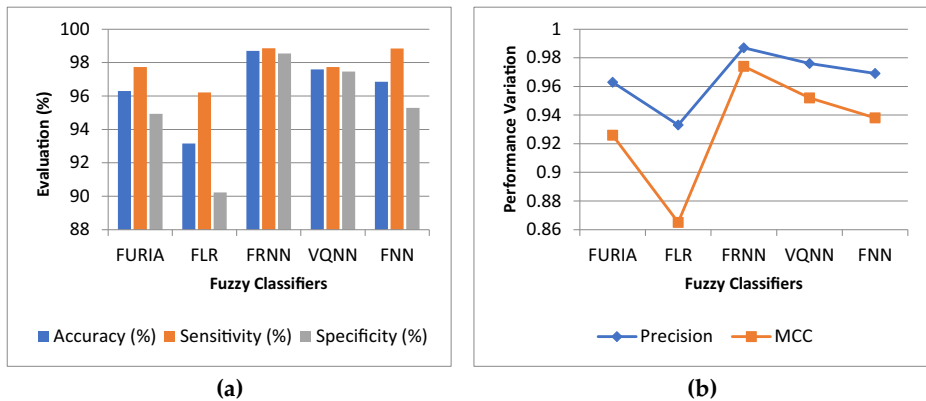 100
98
96
94
92
90
88
Evaluation (%)
FURIA FLR FRNN VQNN FNN
Fuzzy Classifiers
Accuracy (%) Sensitivity (%) Specificity (%)
(a)
1
0.98
0.96
0.94
0.92
0.9
0.88
0.86
Performance Variation
FURIA FLR FRNN VQNN FNN
Fuzzy Classifiers
Precision MCC
(b)